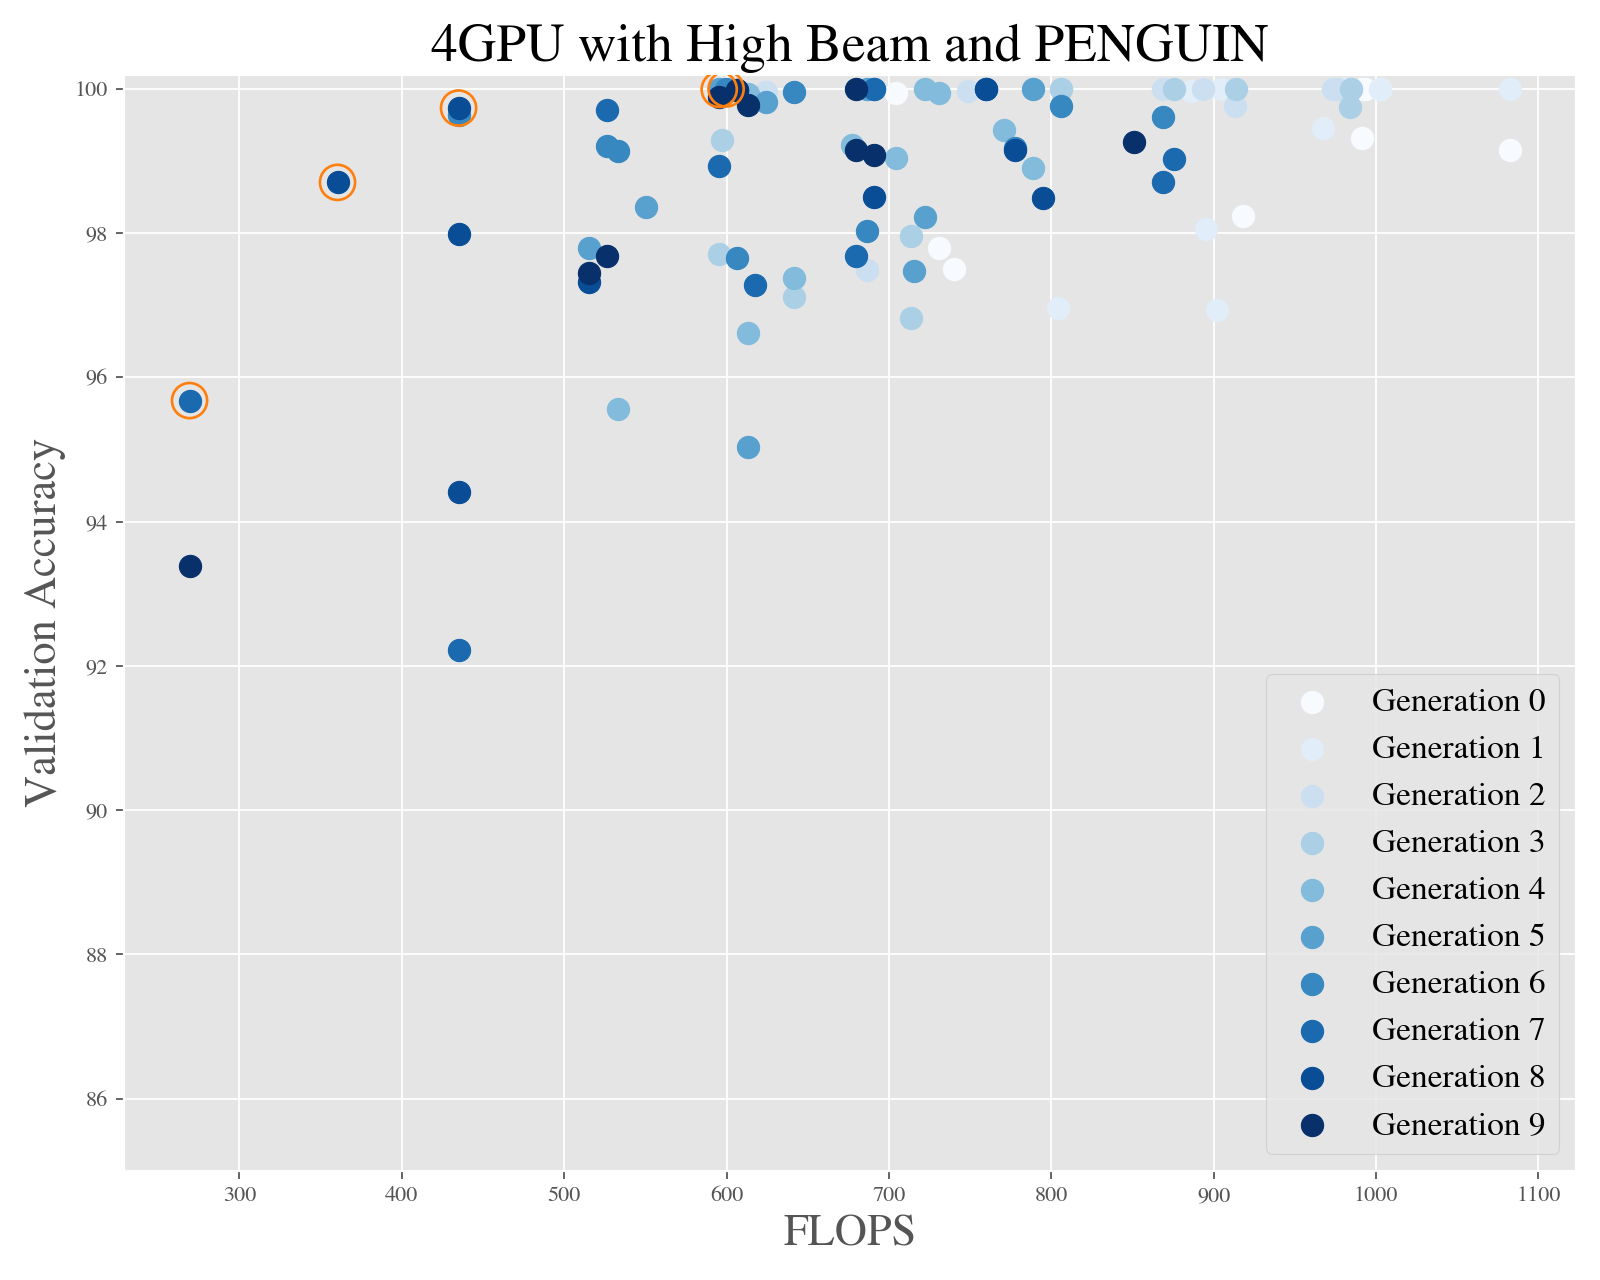 4GPU with High Beam and PENGUIN
Validation Accuracy
100
98
96
94
92
90
88
86
300 400 500 600 700 800 900 1000 1100
FLOPS
Generation 0
Generation 1
Generation 2
Generation 3
Generation 4
Generation 5
Generation 6
Generation 7
Generation 8
Generation 9